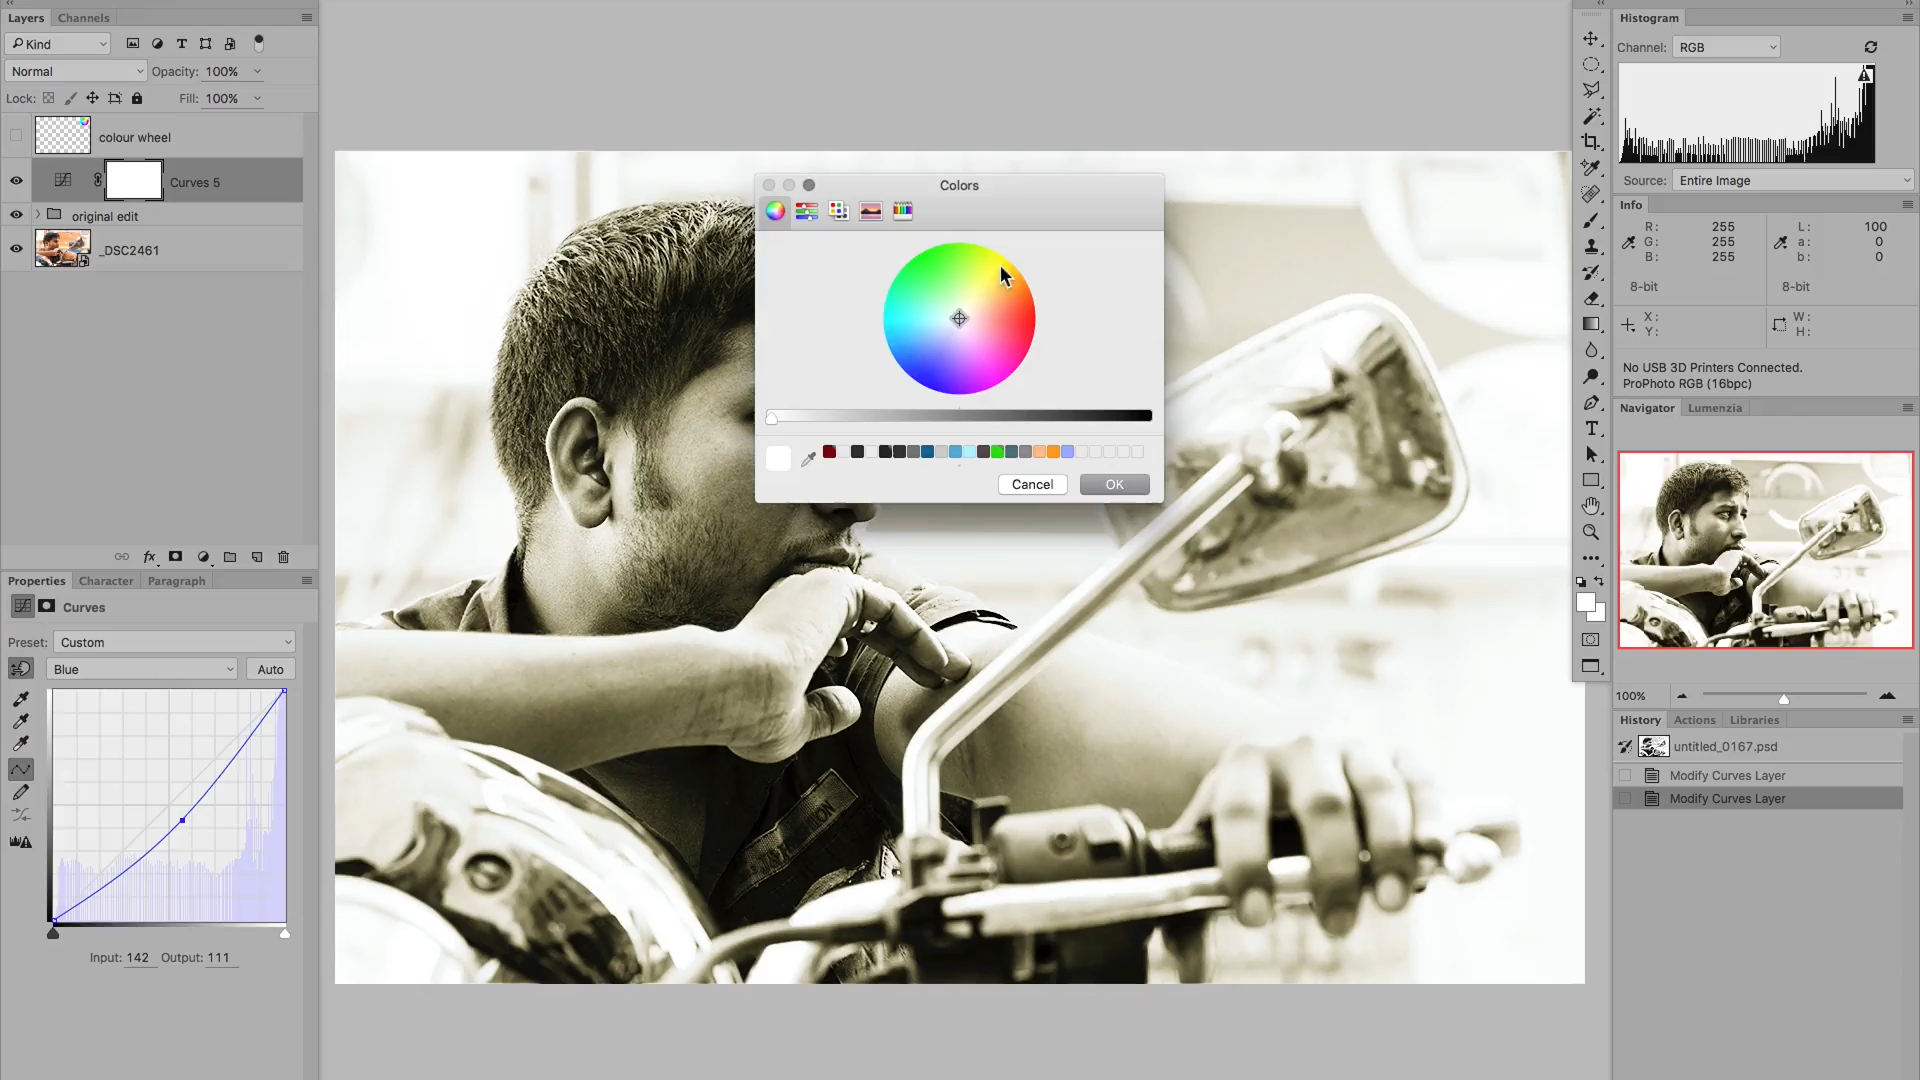 Layers Channels
Kind
Normal Opacity: 100%
Lock: Fill: 100%
colour wheel
Curves 5
original edit
_DSC2461
fx
Properties Character Paragraph
Curves
Preset: Custom
Blue Auto
Input: 142 Output: 111
Colors
Cancel OK
Histogram
Channel: RGB
Source: Entire Image
Info
R: 255 L: 100
G: 255 a: 0
B: 255 b: 0
8-bit 8-bit
X: W:
Y: H:
No USB 3D Printers Connected.
ProPhoto RGB (16bpc)
Navigator Lumenzia
100%
History Actions Libraries
untitled_0167.psd
Modify Curves Layer
Modify Curves Layer